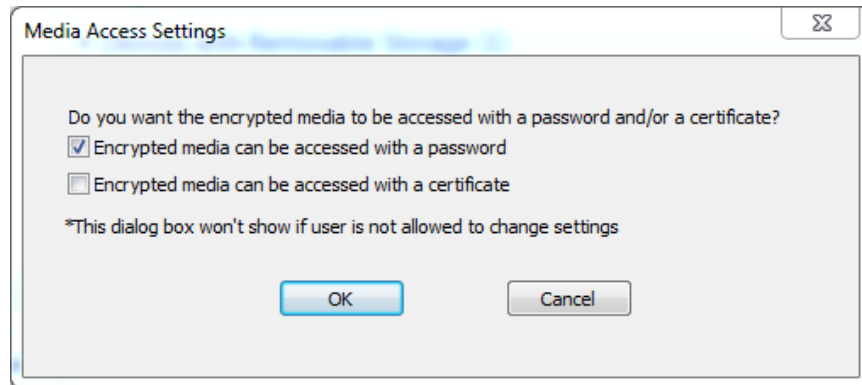 Media Access Settings
Do you want the encrypted media to be accessed with a password and/or a certificate?
Encrypted media can be accessed with a password
Encrypted media can be accessed with a certificate
*This dialog box won't show if user is not allowed to change settings
OK Cancel